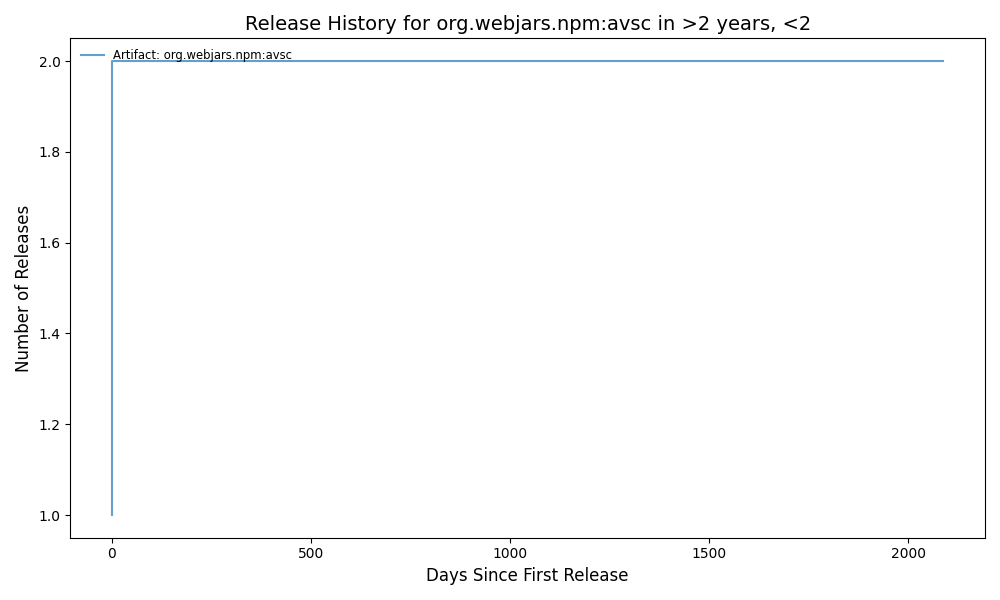 Release History for org.webjars.npm:avsc in >2 years, <2
Artifact: org.webjars.npm:avsc
2.0
1.8
1.6
1.4
1.2
1.0
Number of Releases
0 500 1000 1500 2000
Days Since First Release